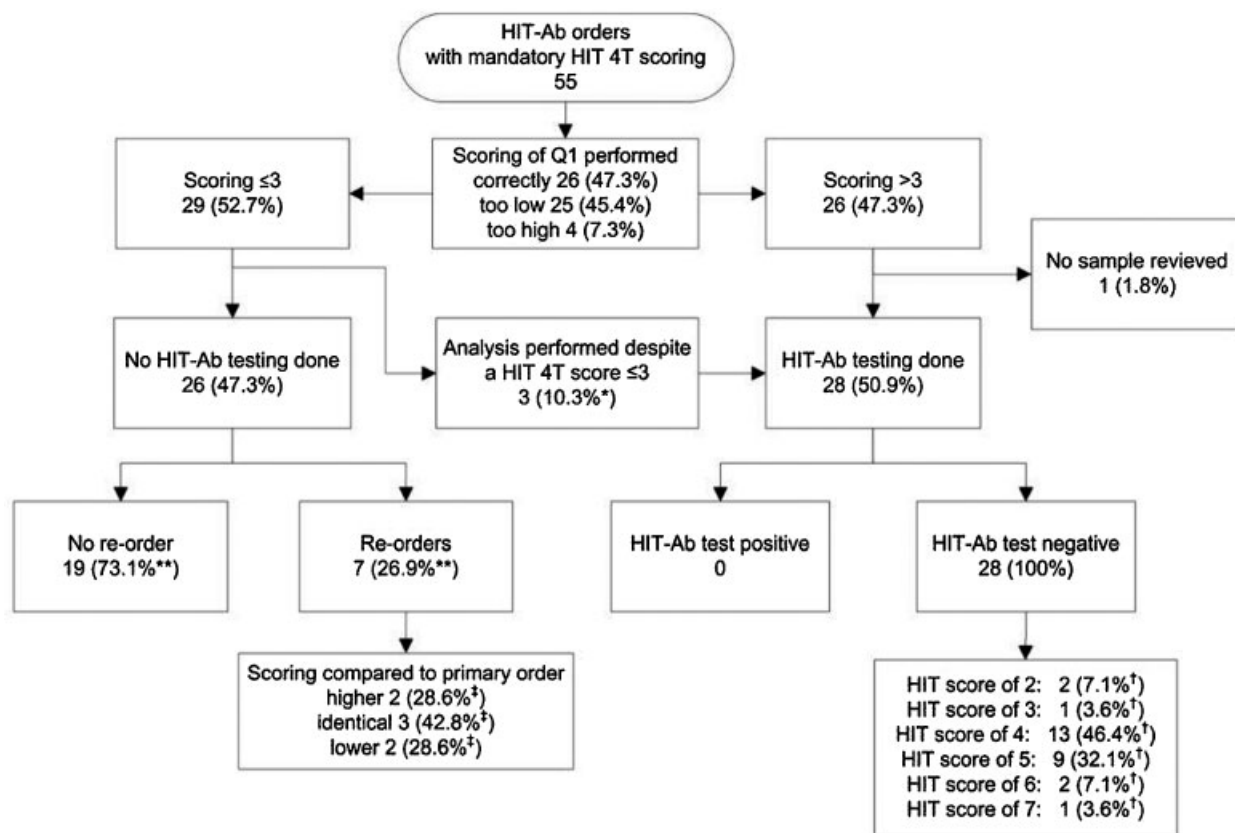 HIT-Ab orders
with mandatory HIT 4T scoring
55
Scoring ≤3
29 (52.7%)
Scoring of Q1 performed
correctly 26 (47.3%)
too low 25 (45.4%)
too high 4 (7.3%)
Scoring >3
26 (47.3%)
No sample revieved
1 (1.8%)
No HIT-Ab testing done
26 (47.3%)
Analysis performed despite
a HIT 4T score ≤3
3 (10.3%*)
HIT-Ab testing done
28 (50.9%)
No re-order
19 (73.1%**)
Re-orders
7 (26.9%**)
HIT-Ab test positive
0
HIT-Ab test negative
28 (100%)
Scoring compared to primary order
higher 2 (28.6%‡)
identical 3 (42.8%‡)
lower 2 (28.6%‡)
HIT score of 2: 2 (7.1%†)
HIT score of 3: 1 (3.6%†)
HIT score of 4: 13 (46.4%†)
HIT score of 5: 9 (32.1%†)
HIT score of 6: 2 (7.1%†)
HIT score of 7: 1 (3.6%†)